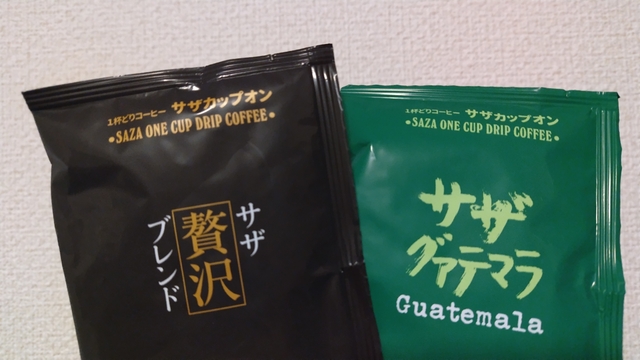 1杯どりコーヒー サザカップオン
•SAZA ONE CUP DRIP COFFEE•
サザ
贅沢
ブレンド
1杯どりコーヒー サザカップオン
•SAZA ONE CUP DRIP COFFEE•
サザ
グァテマラ
Guatemala